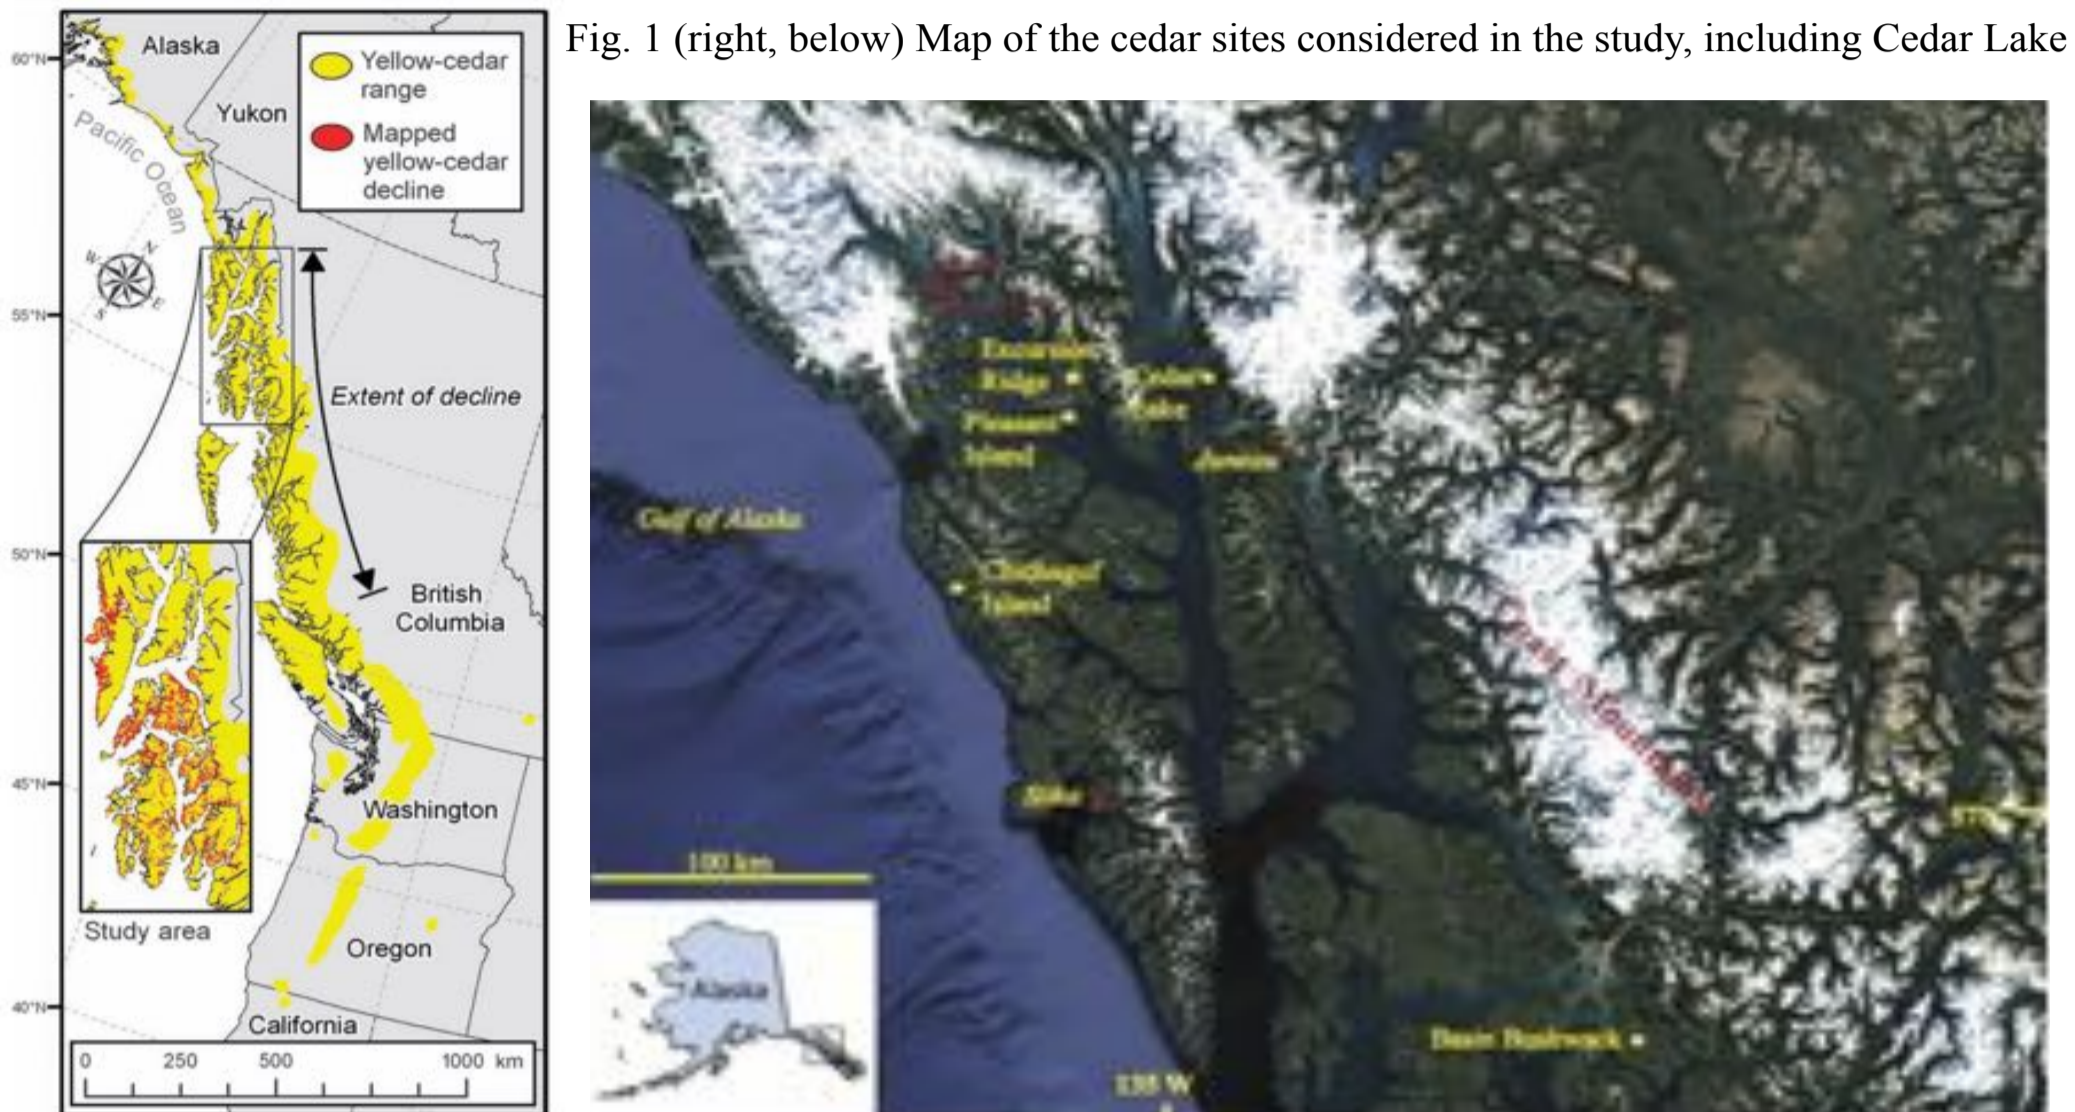 Fig. 1 (right, below) Map of the cedar sites considered in the study, including Cedar Lake
Alaska
Yukon
Yellow-cedar
range
Mapped
yellow-cedar
decline
Pacific Ocean
N
W
E
S
60°N
55°N
50°N
45°N
40°N
Extent of decline
British
Columbia
Washington
Oregon
California
Study area
0 250 500 1000 km
Excursion
Ridge
Cedar
Lake
Pleasant
Island
Juneau
Gulf of Alaska
Chichagof
Island
Coast Mountains
Sitka
100 km
Alaska
135 W